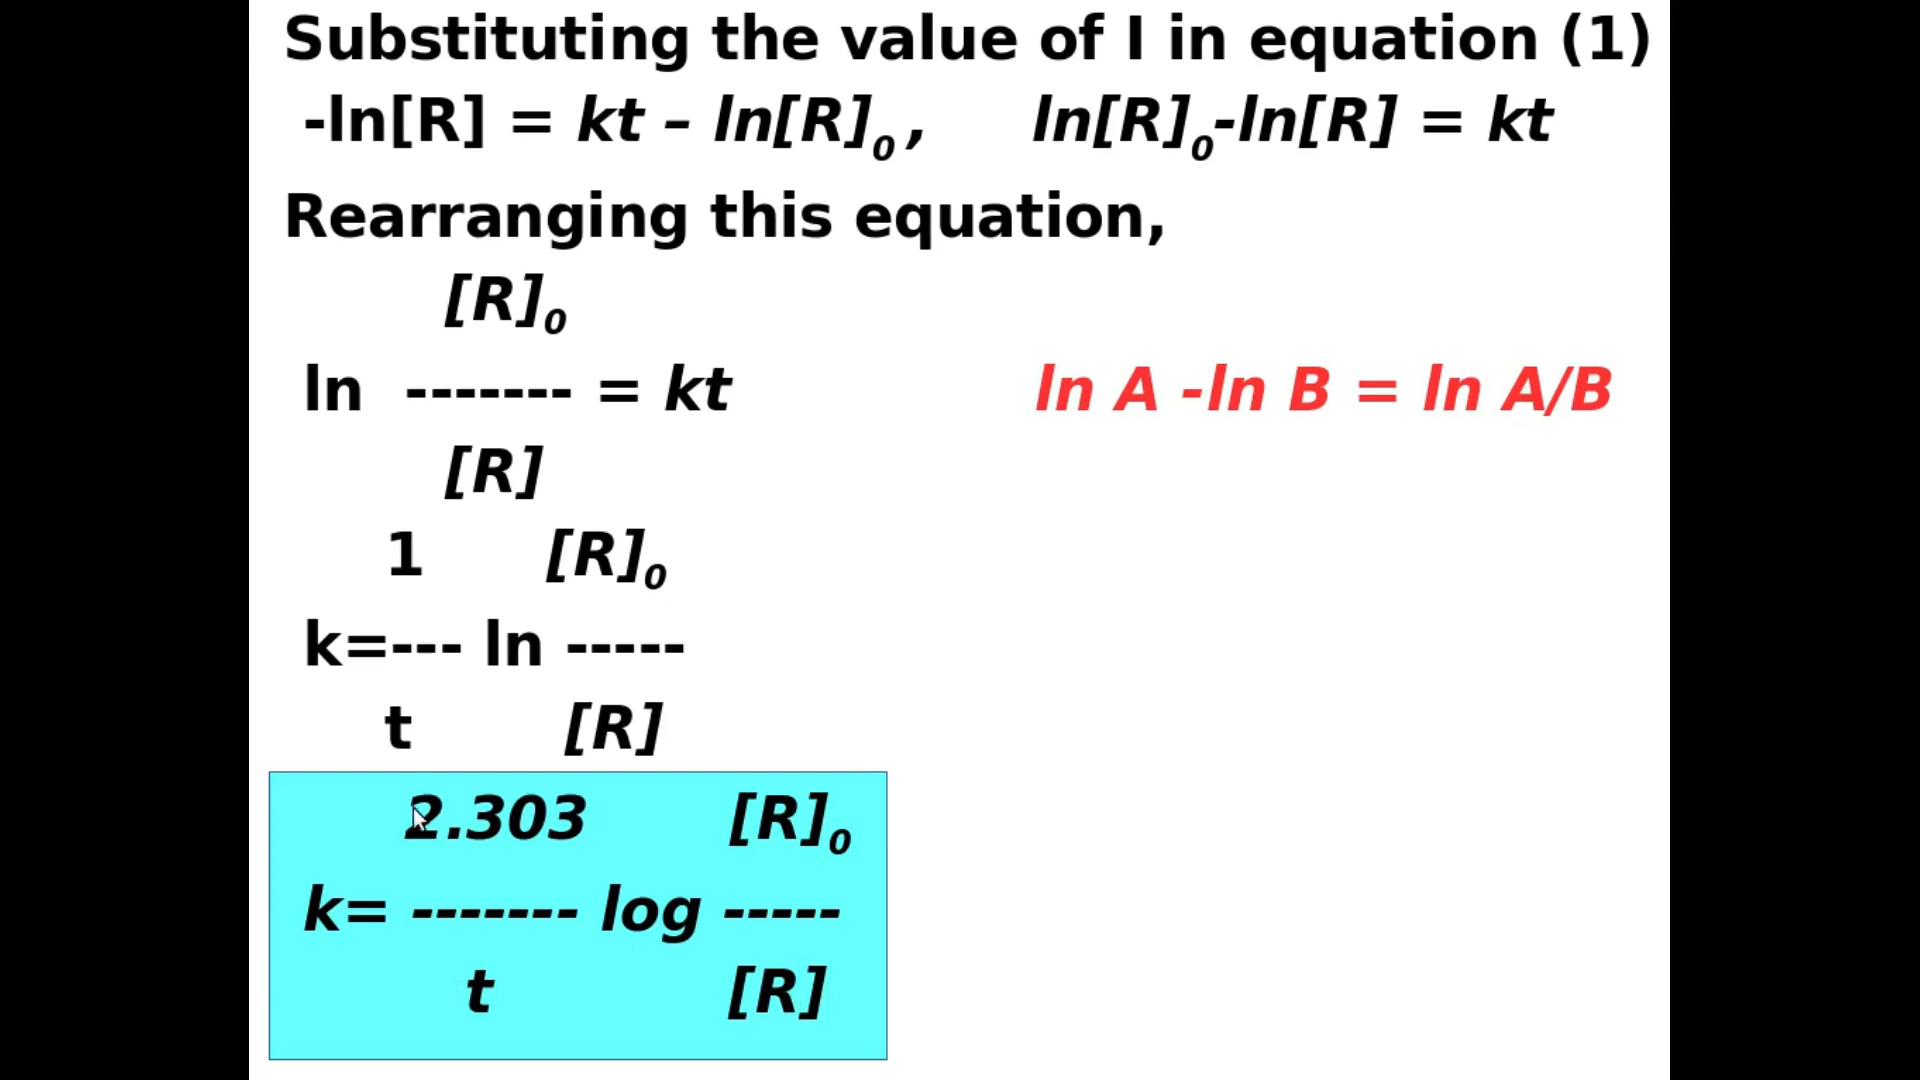 Substituting the value of I in equation (1)
-ln[R] = kt – ln[R]₀ , ln[R]₀-ln[R] = kt
Rearranging this equation,
[R]₀
ln ------- = kt ln A -ln B = ln A/B
[R]
1 [R]₀
k=--- ln -----
t [R]
2.303 [R]₀
k= ------- log -----
t [R]